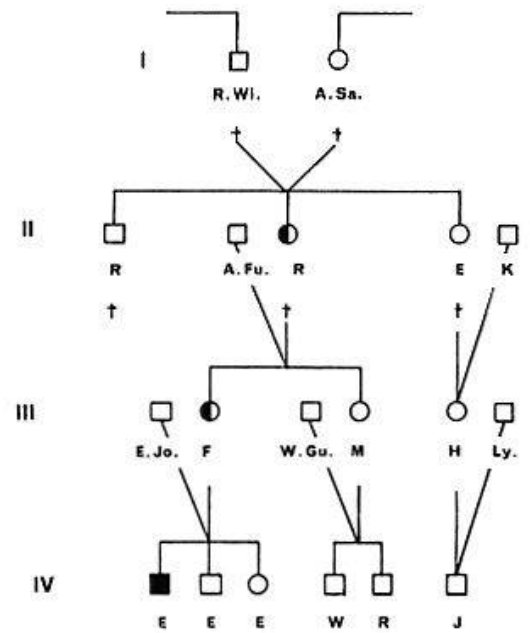 I
R. Wi. A. Sa.
† †
II
R A. Fu. R E K
† † †
III
E. Jo. F W. Gu. M H Ly.
IV
E E E W R J